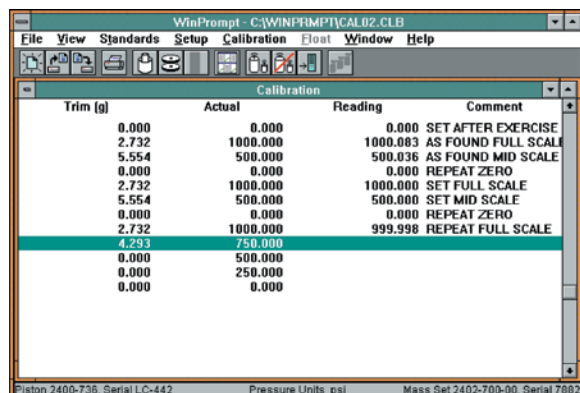 WinPrompt - C:\WINPRMPT\CAL02.CLB
File View Standards Setup Calibration Float Window Help
Calibration
Trim (g) Actual Reading Comment
0.000 0.000 0.000 SET AFTER EXERCISE
2.732 1000.000 1000.083 AS FOUND FULL SCALE
5.554 500.000 500.036 AS FOUND MID SCALE
0.000 0.000 0.000 REPEAT ZERO
2.732 1000.000 1000.000 SET FULL SCALE
5.554 500.000 500.000 SET MID SCALE
0.000 0.000 0.000 REPEAT ZERO
2.732 1000.000 999.998 REPEAT FULL SCALE
4.293 750.000
0.000 500.000
0.000 250.000
0.000 0.000
Piston 2400-736, Serial LC-442 Pressure Units psi Mass Set 2402-700-00, Serial 7882